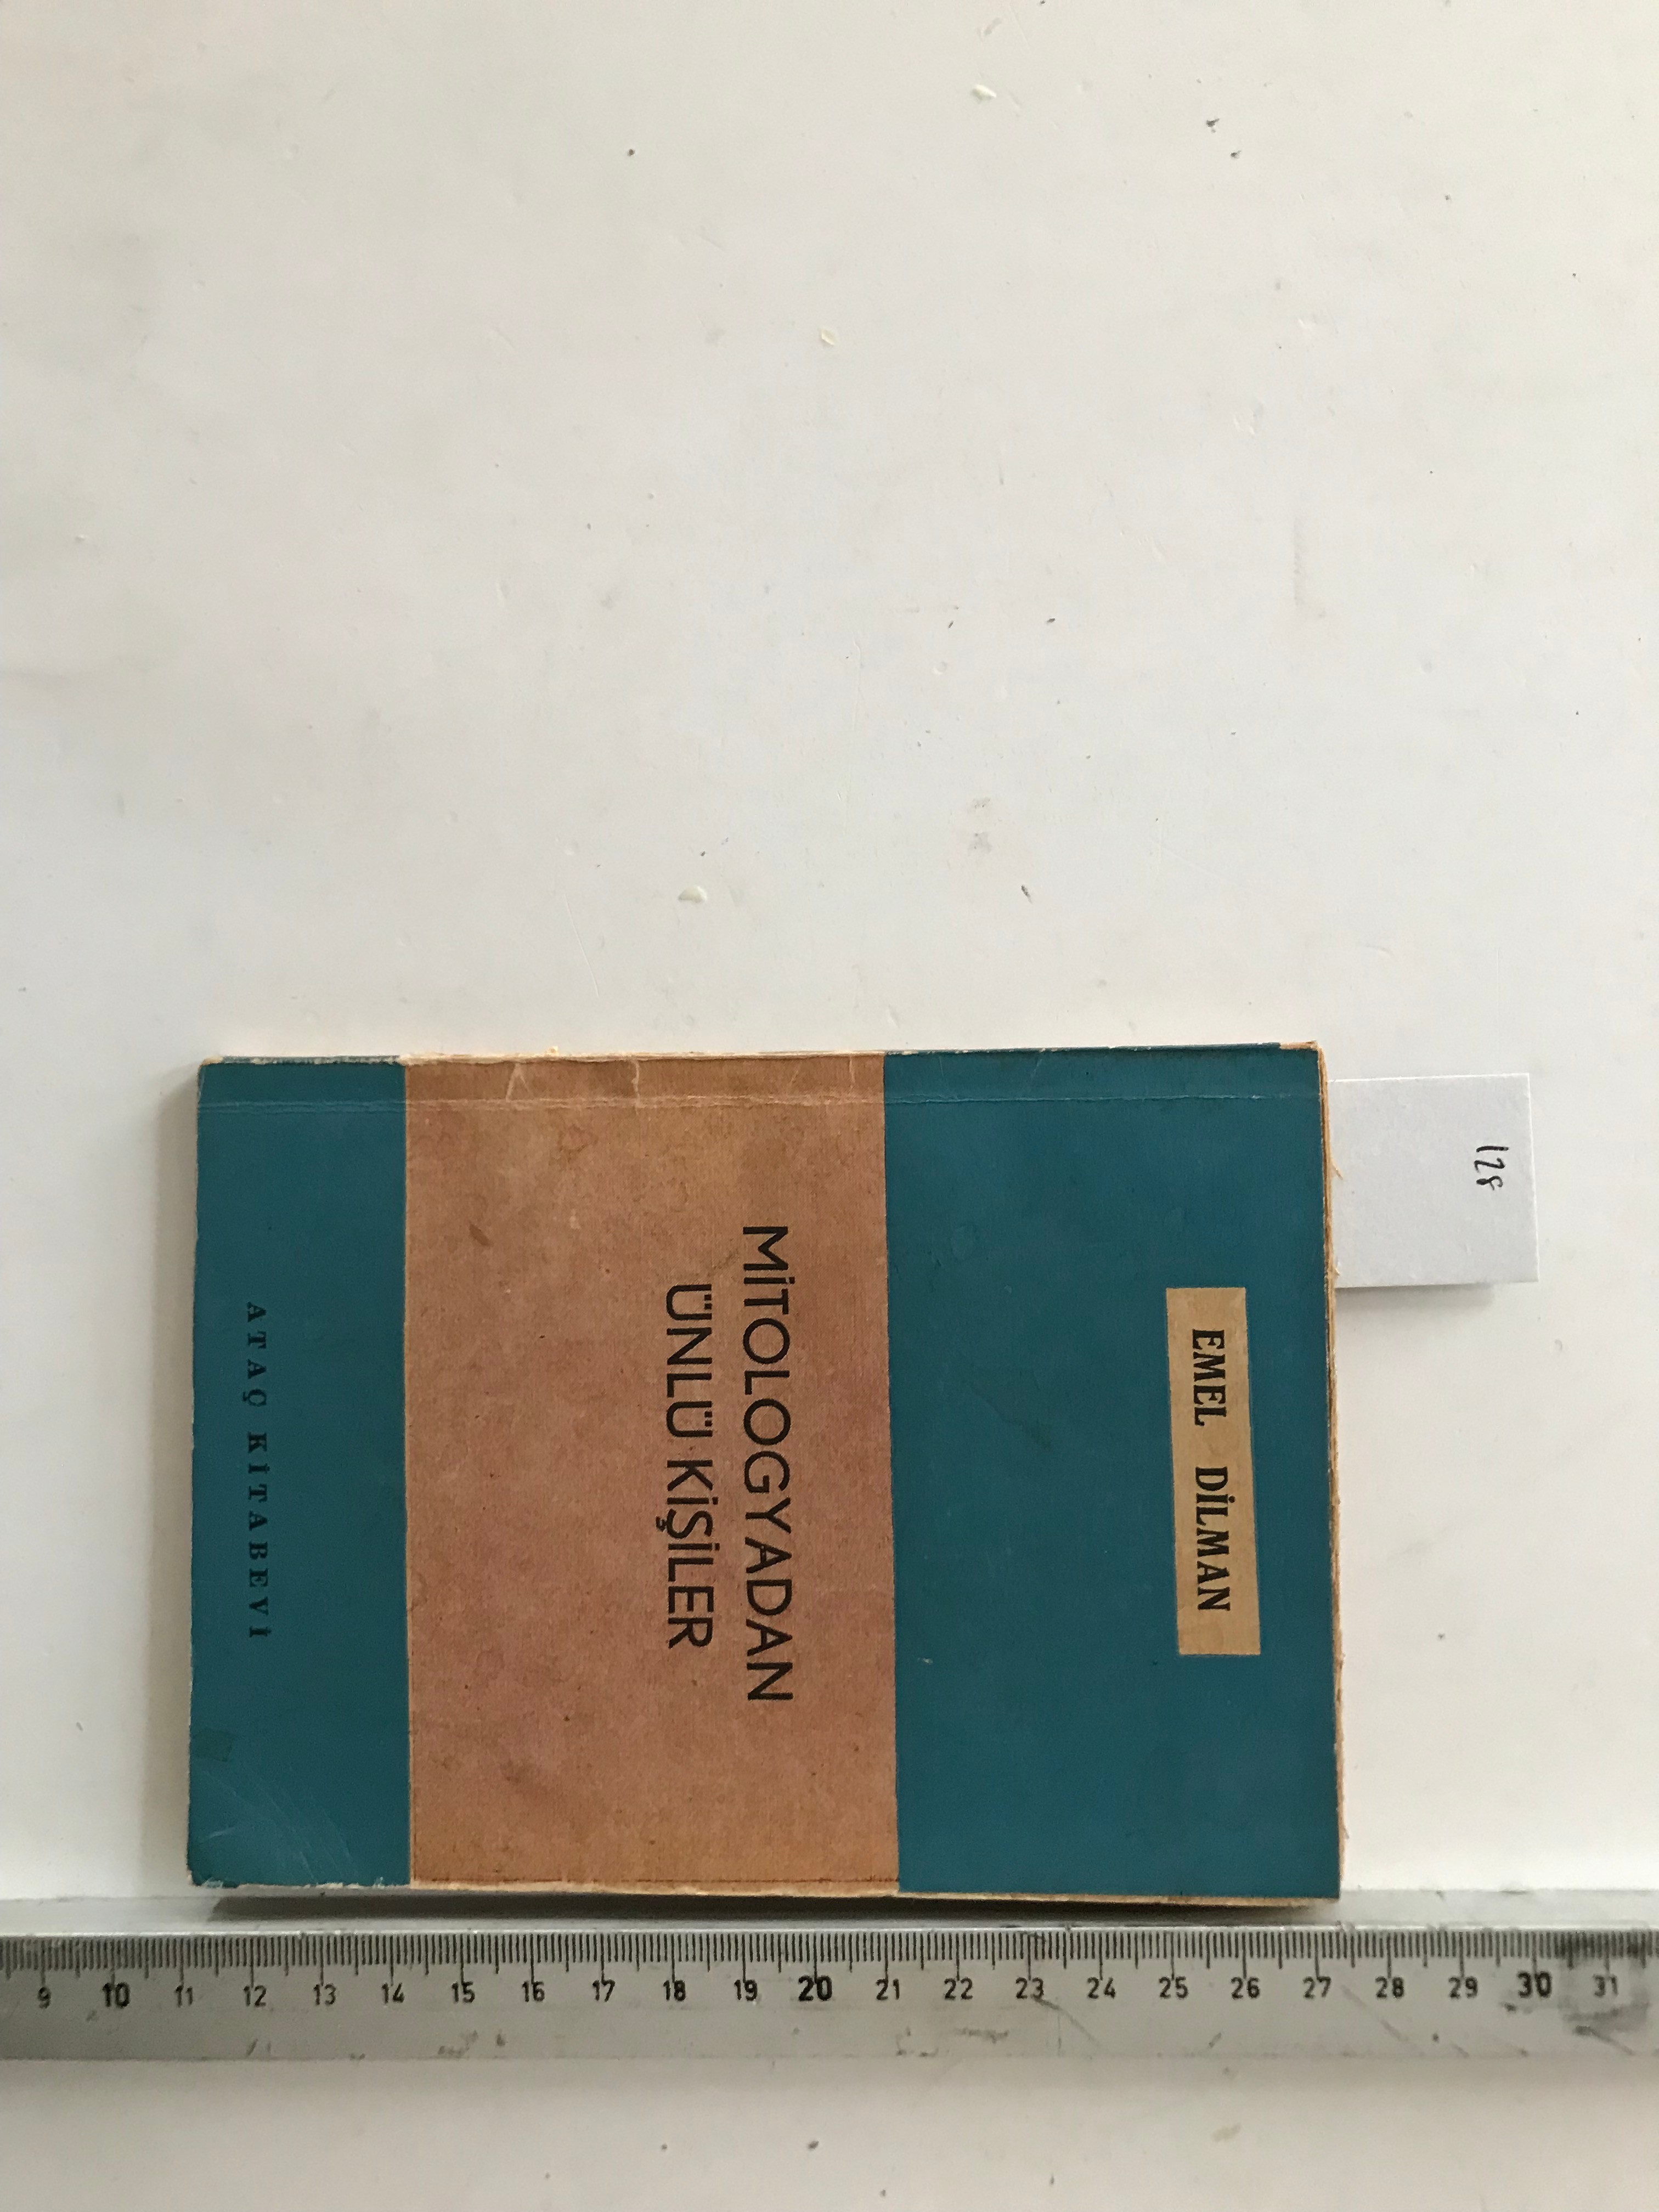 128
EMEL DİLMAN
MİTOLOGYADAN
ÜNLÜ KİŞİLER
ATAÇ KİTABEVİ
9 10 11 12 13 14 15 16 17 18 19 20 21 22 23 24 25 26 27 28 29 30 31